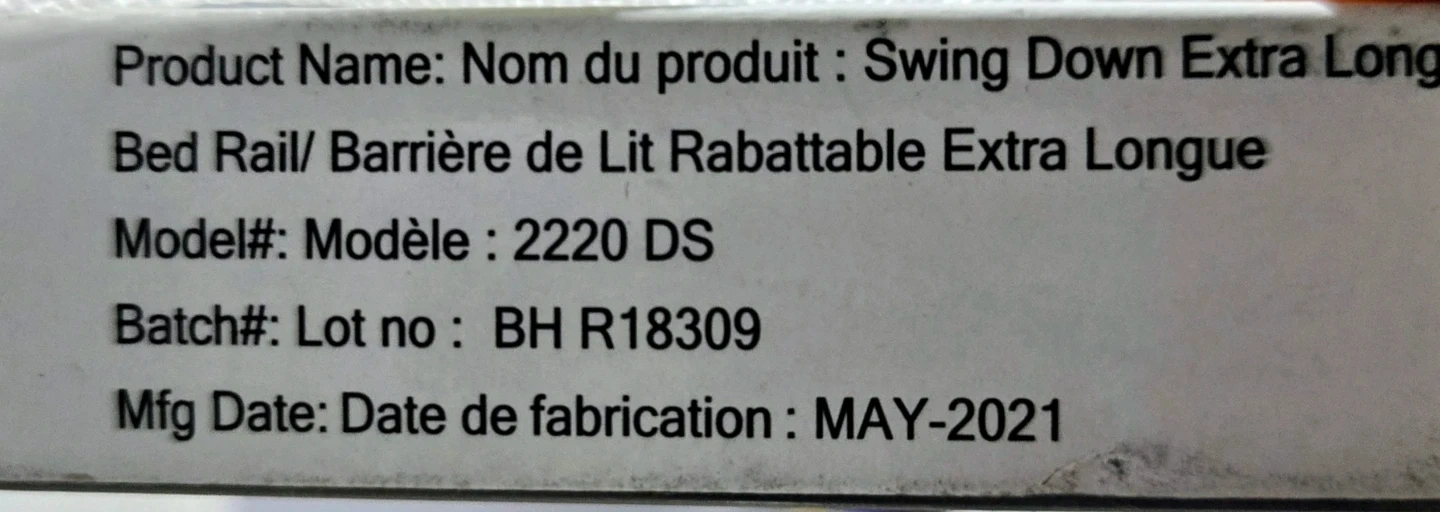 Product Name: Nom du produit : Swing Down Extra Long
Bed Rail/ Barrière de Lit Rabattable Extra Longue
Model#: Modèle : 2220 DS
Batch#: Lot no : BH R18309
Mfg Date: Date de fabrication : MAY-2021